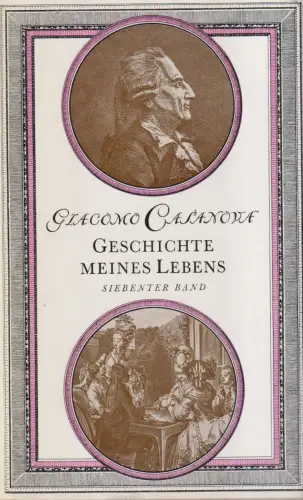 GIACOMO CASANOVA
GESCHICHTE
MEINES LEBENS
SIEBENTER BAND